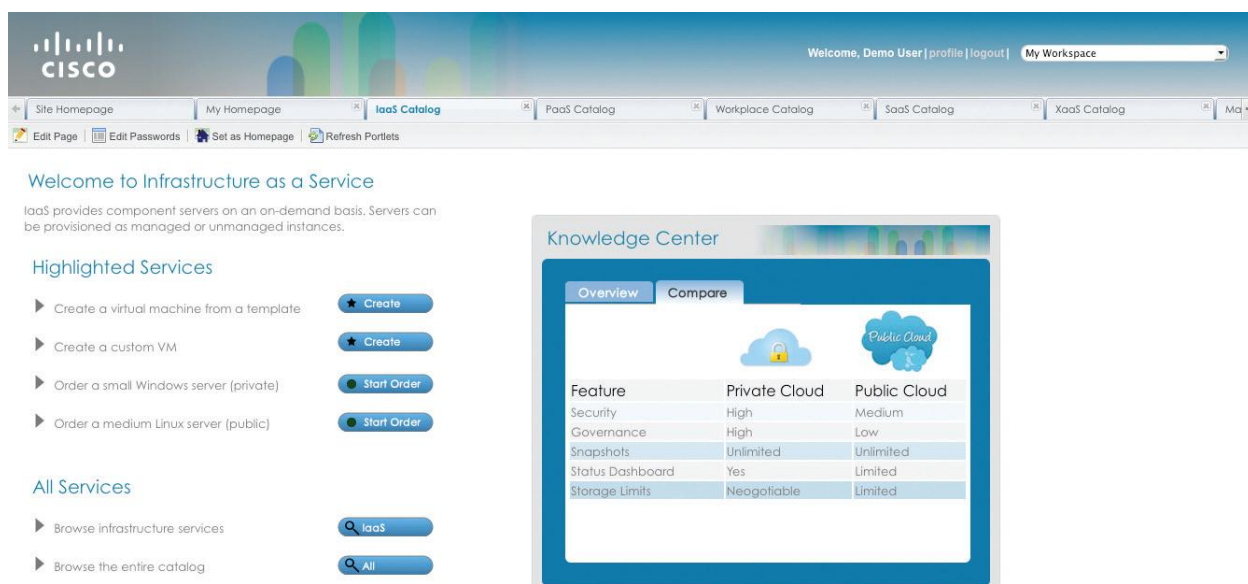 CISCO
Welcome, Demo User | profile | logout | My Workspace
Site Homepage My Homepage IaaS Catalog PaaS Catalog Workplace Catalog SaaS Catalog XaaS Catalog Ma
Edit Page Edit Passwords Set as Homepage Refresh Portlets
Welcome to Infrastructure as a Service
IaaS provides component servers on an on-demand basis. Servers can
be provisioned as managed or unmanaged instances.
Highlighted Services
Create a virtual machine from a template Create
Create a custom VM Create
Order a small Windows server (private) Start Order
Order a medium Linux server (public) Start Order
All Services
Browse infrastructure services IaaS
Browse the entire catalog All
Knowledge Center
Overview Compare
Public Cloud
Feature Private Cloud Public Cloud
Security High Medium
Governance High Low
Snapshots Unlimited Unlimited
Status Dashboard Yes Limited
Storage Limits Neogotiable Limited